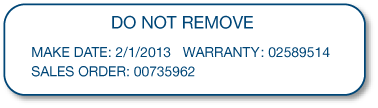 DO NOT REMOVE
MAKE DATE: 2/1/2013 WARRANTY: 02589514
SALES ORDER: 00735962